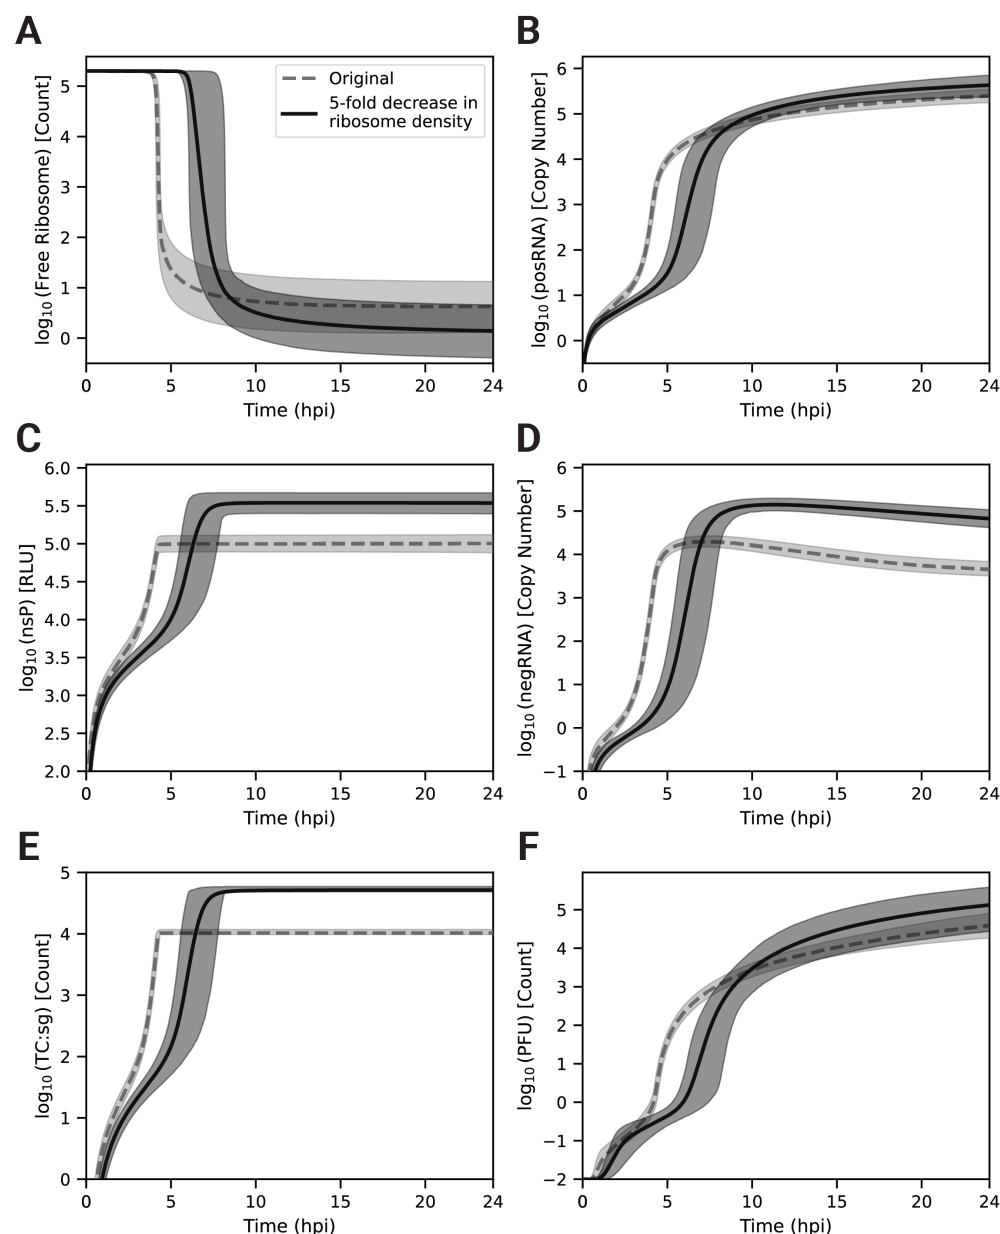 A
log10(Free Ribosome) [Count]
5
4
3
2
1
0
Original
5-fold decrease in
ribosome density
0 5 10 15 20 24
Time (hpi)
B
log10(posRNA) [Copy Number]
6
5
4
3
2
1
0
0 5 10 15 20 24
Time (hpi)
C
log10(nsP) [RLU]
6.0
5.5
5.0
4.5
4.0
3.5
3.0
2.5
2.0
0 5 10 15 20 24
Time (hpi)
D
log10(negRNA) [Copy Number]
6
5
4
3
2
1
0
−1
0 5 10 15 20 24
Time (hpi)
E
log10(TC:sg) [Count]
5
4
3
2
1
0
0 5 10 15 20 24
Time (hpi)
F
log10(PFU) [Count]
5
4
3
2
1
0
−1
−2
0 5 10 15 20 24
Time (hpi)